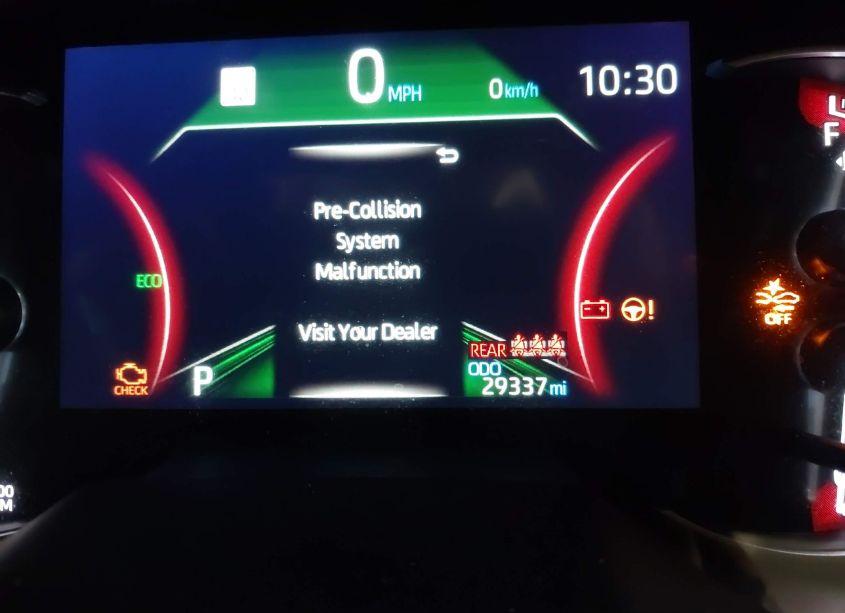 0 MPH 0 km/h 10:30
F
Pre-Collision
System
Malfunction
ECO
OFF
Visit Your Dealer
REAR
ODO
CHECK P 29337 mi